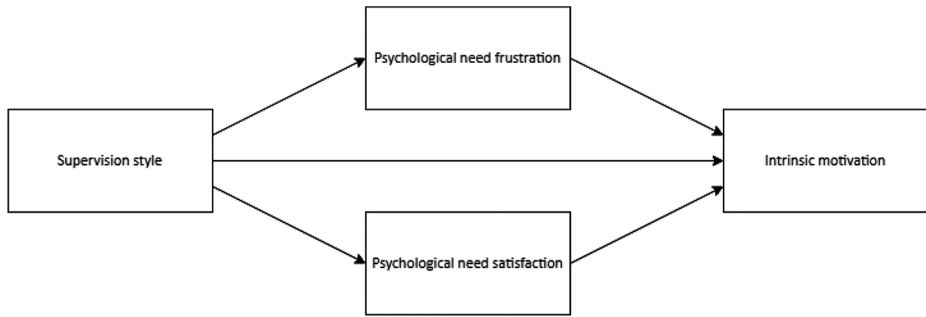 Psychological need frustration
Supervision style
Intrinsic motivation
Psychological need satisfaction